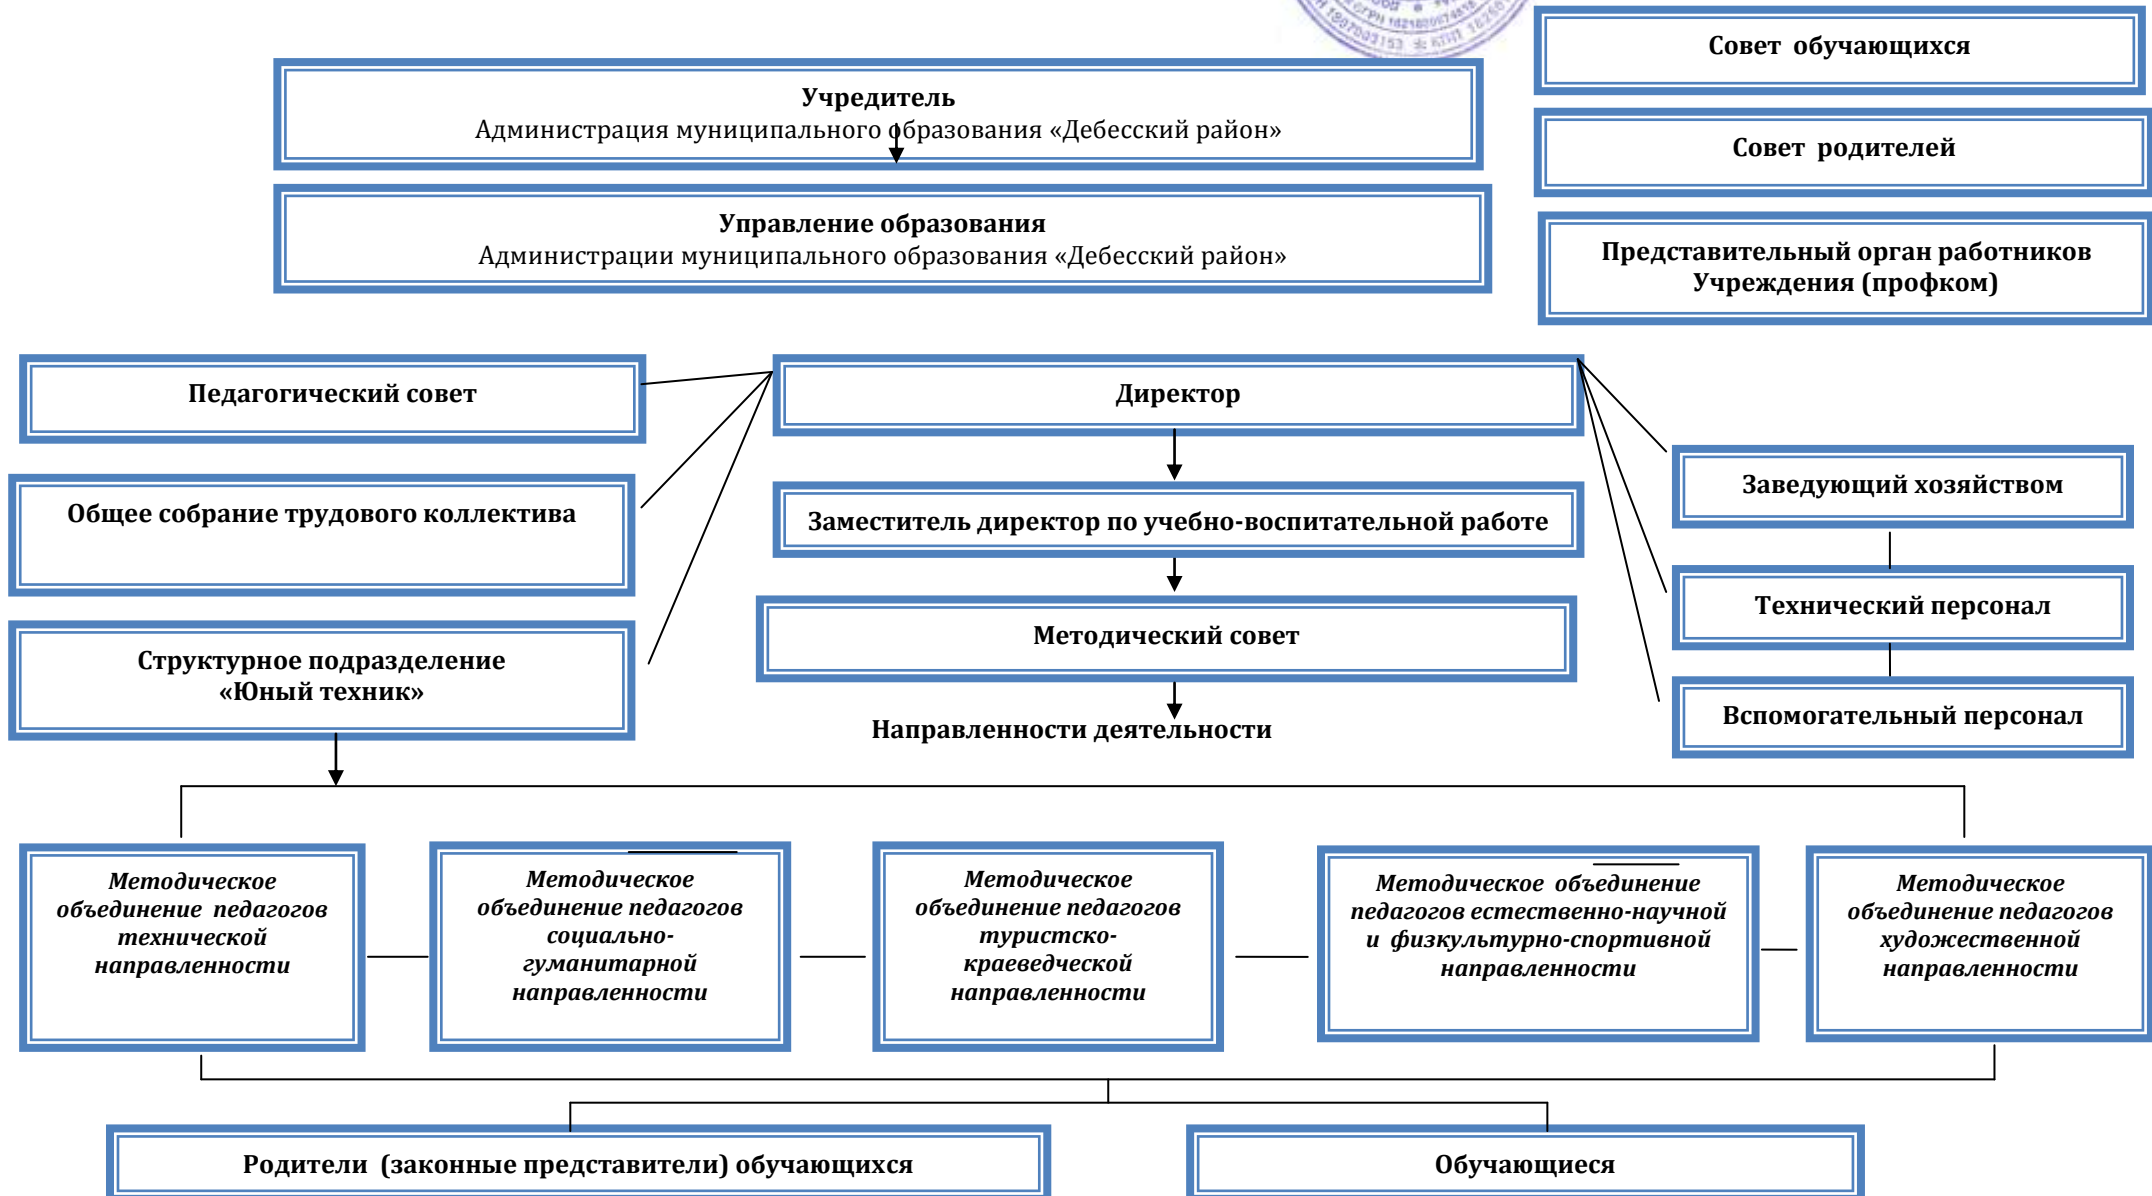 Совет обучающихся
Учредитель
Администрация муниципального образования «Дебесский район»
Совет родителей
Управление образования
Администрации муниципального образования «Дебесский район»
Представительный орган работников
Учреждения (профком)
Педагогический совет
Директор
Общее собрание трудового коллектива
Заместитель директор по учебно-воспитательной работе
Заведующий хозяйством
Структурное подразделение
«Юный техник»
Методический совет
Технический персонал
Направленности деятельности
Вспомогательный персонал
Методическое
объединение педагогов
технической
направленности
Методическое
объединение педагогов
социально-
гуманитарной
направленности
Методическое
объединение педагогов
туристско-
краеведческой
направленности
Методическое объединение
педагогов естественно-научной
и физкультурно-спортивной
направленности
Методическое
объединение педагогов
художественной
направленности
Родители (законные представители) обучающихся
Обучающиеся